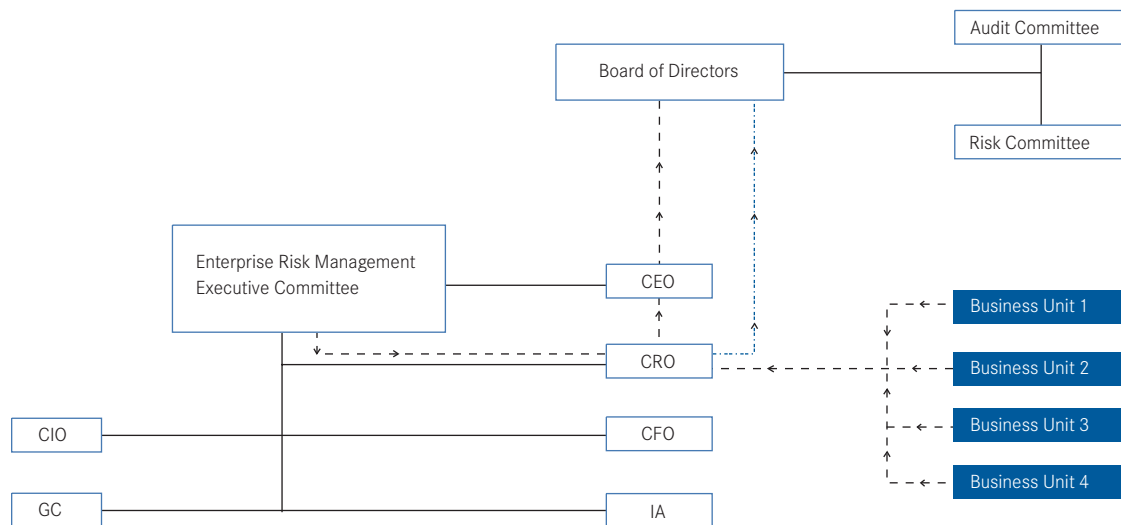 Audit Committee
Board of Directors
Risk Committee
Enterprise Risk Management
Executive Committee
CEO
Business Unit 1
CRO
Business Unit 2
CIO
CFO
Business Unit 3
Business Unit 4
GC
IA